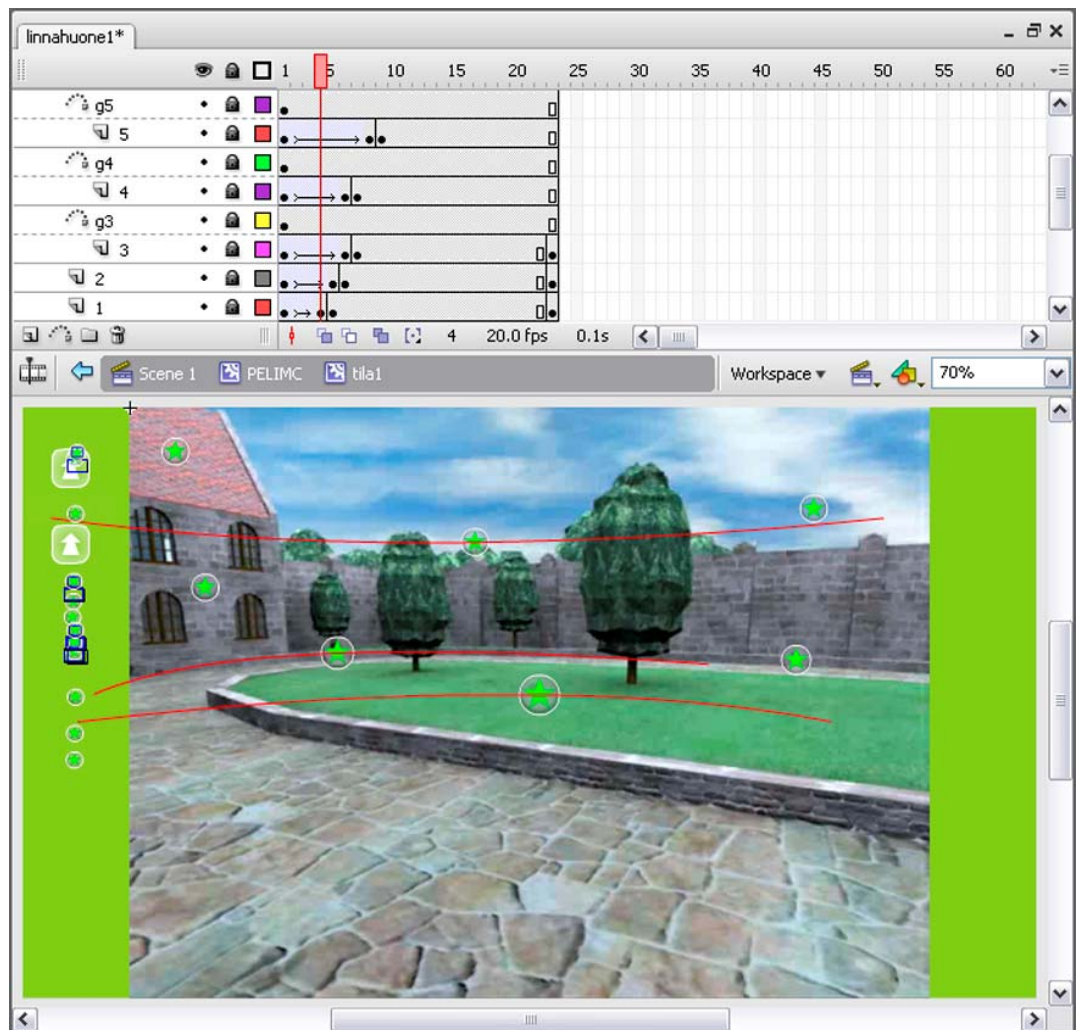 linnahuone1*
1 5 10 15 20 25 30 35 40 45 50 55 60
g5
5
g4
4
g3
3
2
1
4 20.0 fps 0.1s
Scene 1 PELIMC tila1 Workspace 70%